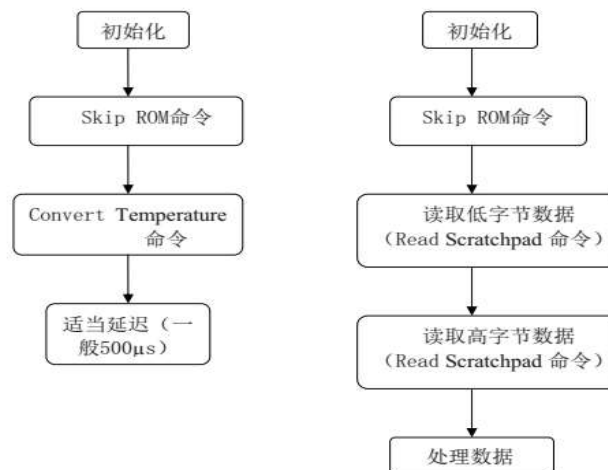 初始化
Skip ROM命令
Convert Temperature
命令
适当延迟（一
般500μs）
初始化
Skip ROM命令
读取低字节数据
（Read Scratchpad 命令）
读取高字节数据
（Read Scratchpad 命令）
处理数据